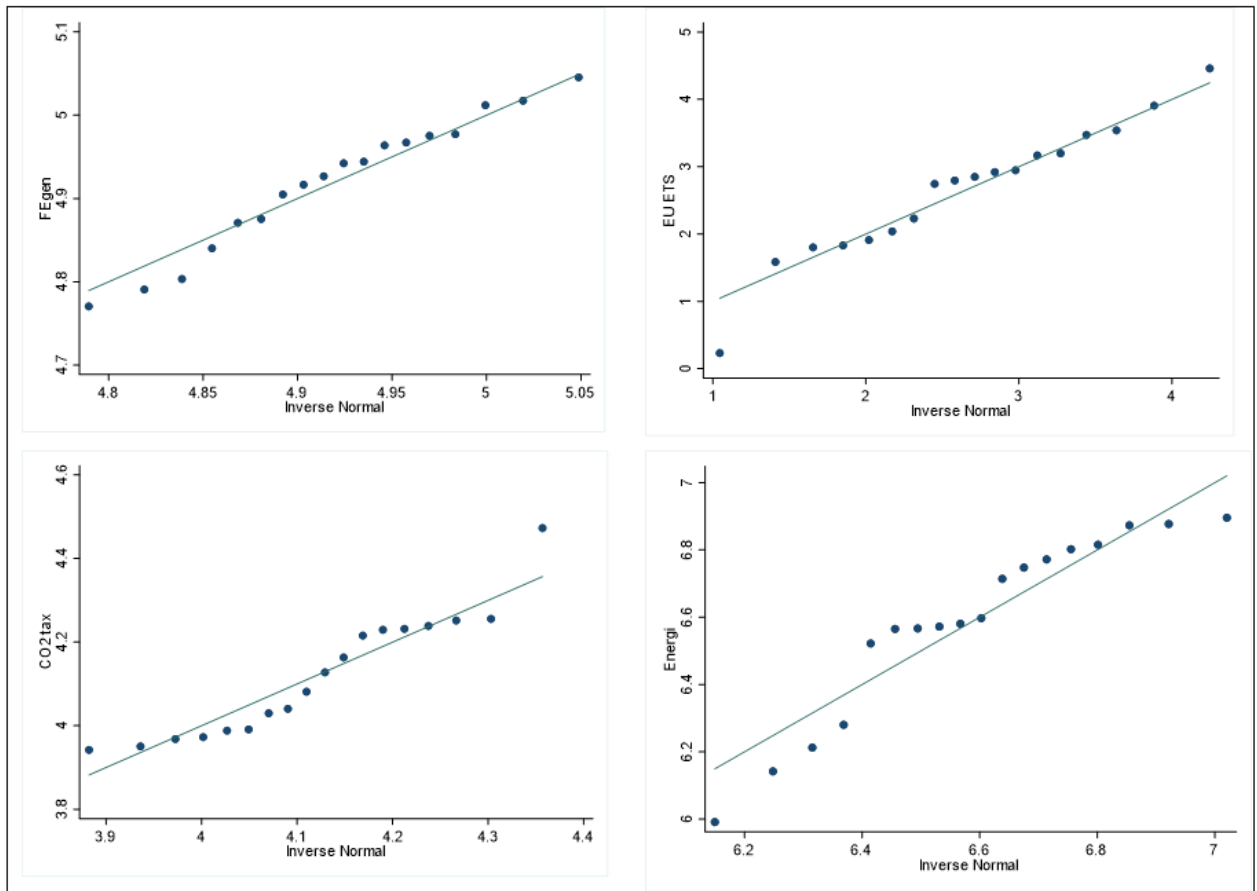 5.1
5
4.9
4.8
4.7
FEgen
4.8 4.85 4.9 4.95 5 5.05
Inverse Normal
5
4
3
2
1
0
EU ETS
1 2 3 4
Inverse Normal
4.6
4.4
4.2
4
3.8
CO2tax
3.9 4 4.1 4.2 4.3 4.4
Inverse Normal
7
6.8
6.6
6.4
6.2
6
Energi
6.2 6.4 6.6 6.8 7
Inverse Normal